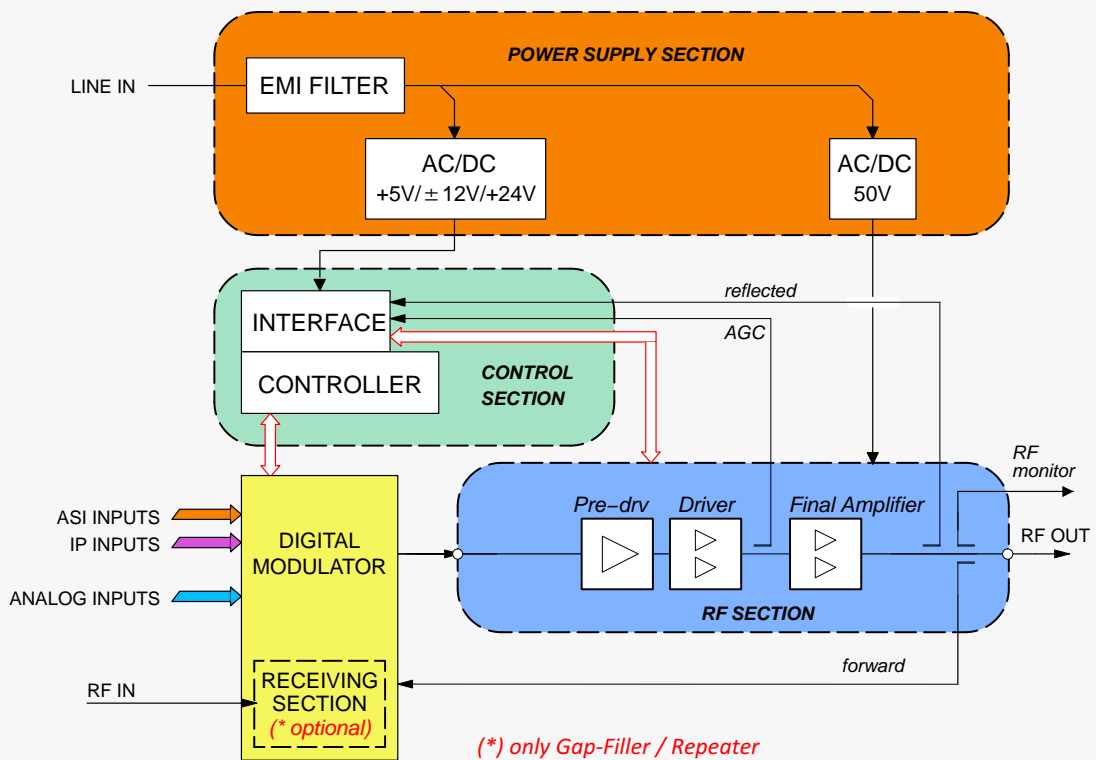 POWER SUPPLY SECTION
LINE IN
EMI FILTER
AC/DC
+5V/±12V/+24V
AC/DC
50V
reflected
INTERFACE
AGC
CONTROLLER
CONTROL
SECTION
RF
monitor
Pre-drv
Driver
Final Amplifier
ASI INPUTS
IP INPUTS
DIGITAL
MODULATOR
RF OUT
ANALOG INPUTS
RF SECTION
forward
RF IN
RECEIVING
SECTION
(* optional)
(*) only Gap-Filler / Repeater